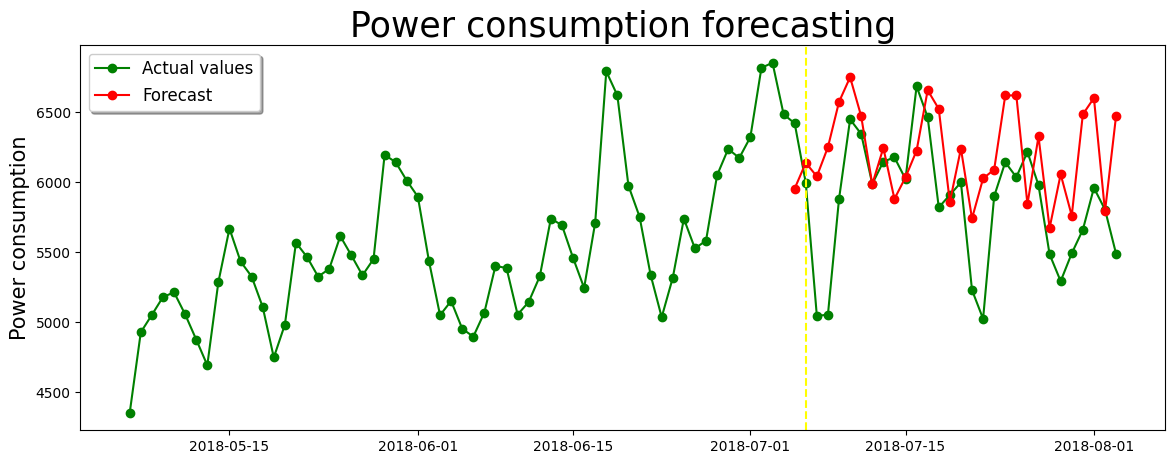 Power consumption forecasting
Actual values
Forecast
Power consumption
6500
6000
5500
5000
4500
2018-05-15
2018-06-01
2018-06-15
2018-07-01
2018-07-15
2018-08-01